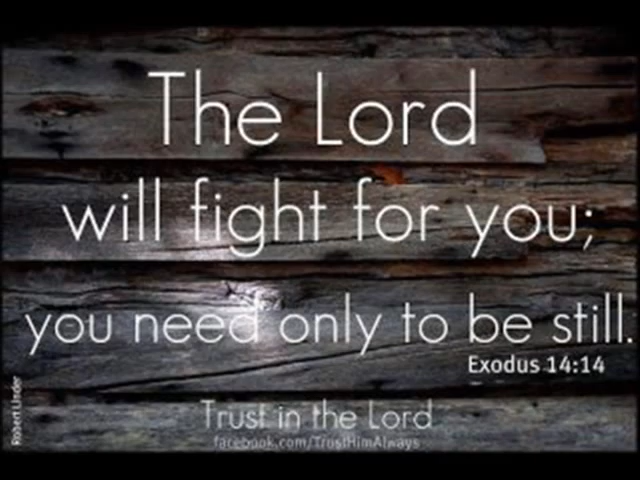 The Lord
will fight for you;
you need only to be still.
Exodus 14:14
Trust in the Lord
facebook.com/TrustHimAlways
Robert Linder